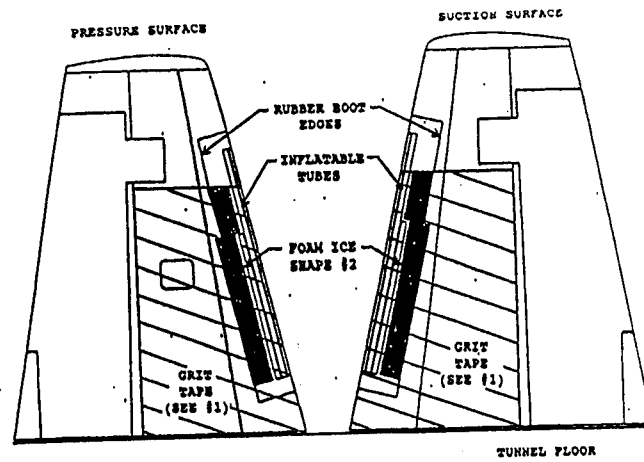 PRESSURE SURFACE
SUCTION SURFACE
RUBBER BOOT
EDGES
INFLATABLE
TUBES
FOAM ICE
SHAPE #2
GRIT
TAPE
(SEE #1)
GRIT
TAPE
(SEE #1)
TUNNEL FLOOR